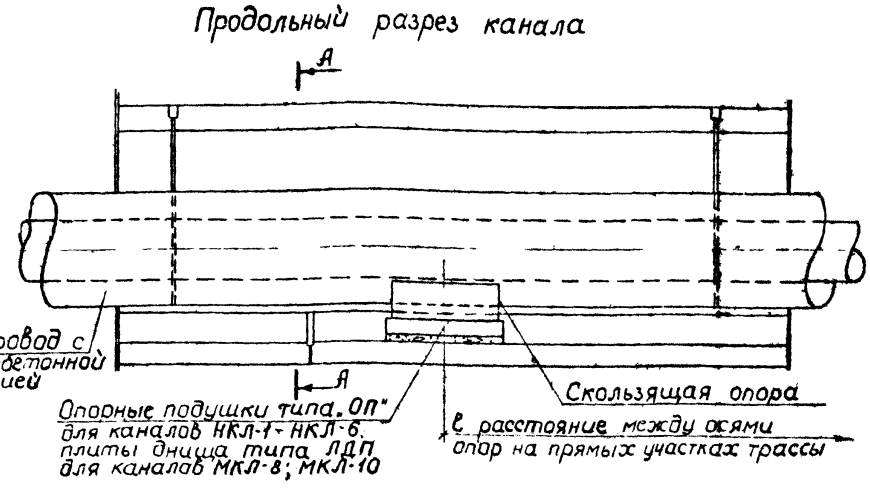 Продольный разрез канала
А
с
бетонной
А
Скользящая опора
Опорные подушки типа „ОП"
для каналов НКЛ-1÷НКЛ-6.
плиты днища типа ЛДП
для каналов МКЛ-8; МКЛ-10
ℓ расстояние между осями
опор на прямых участках трассы